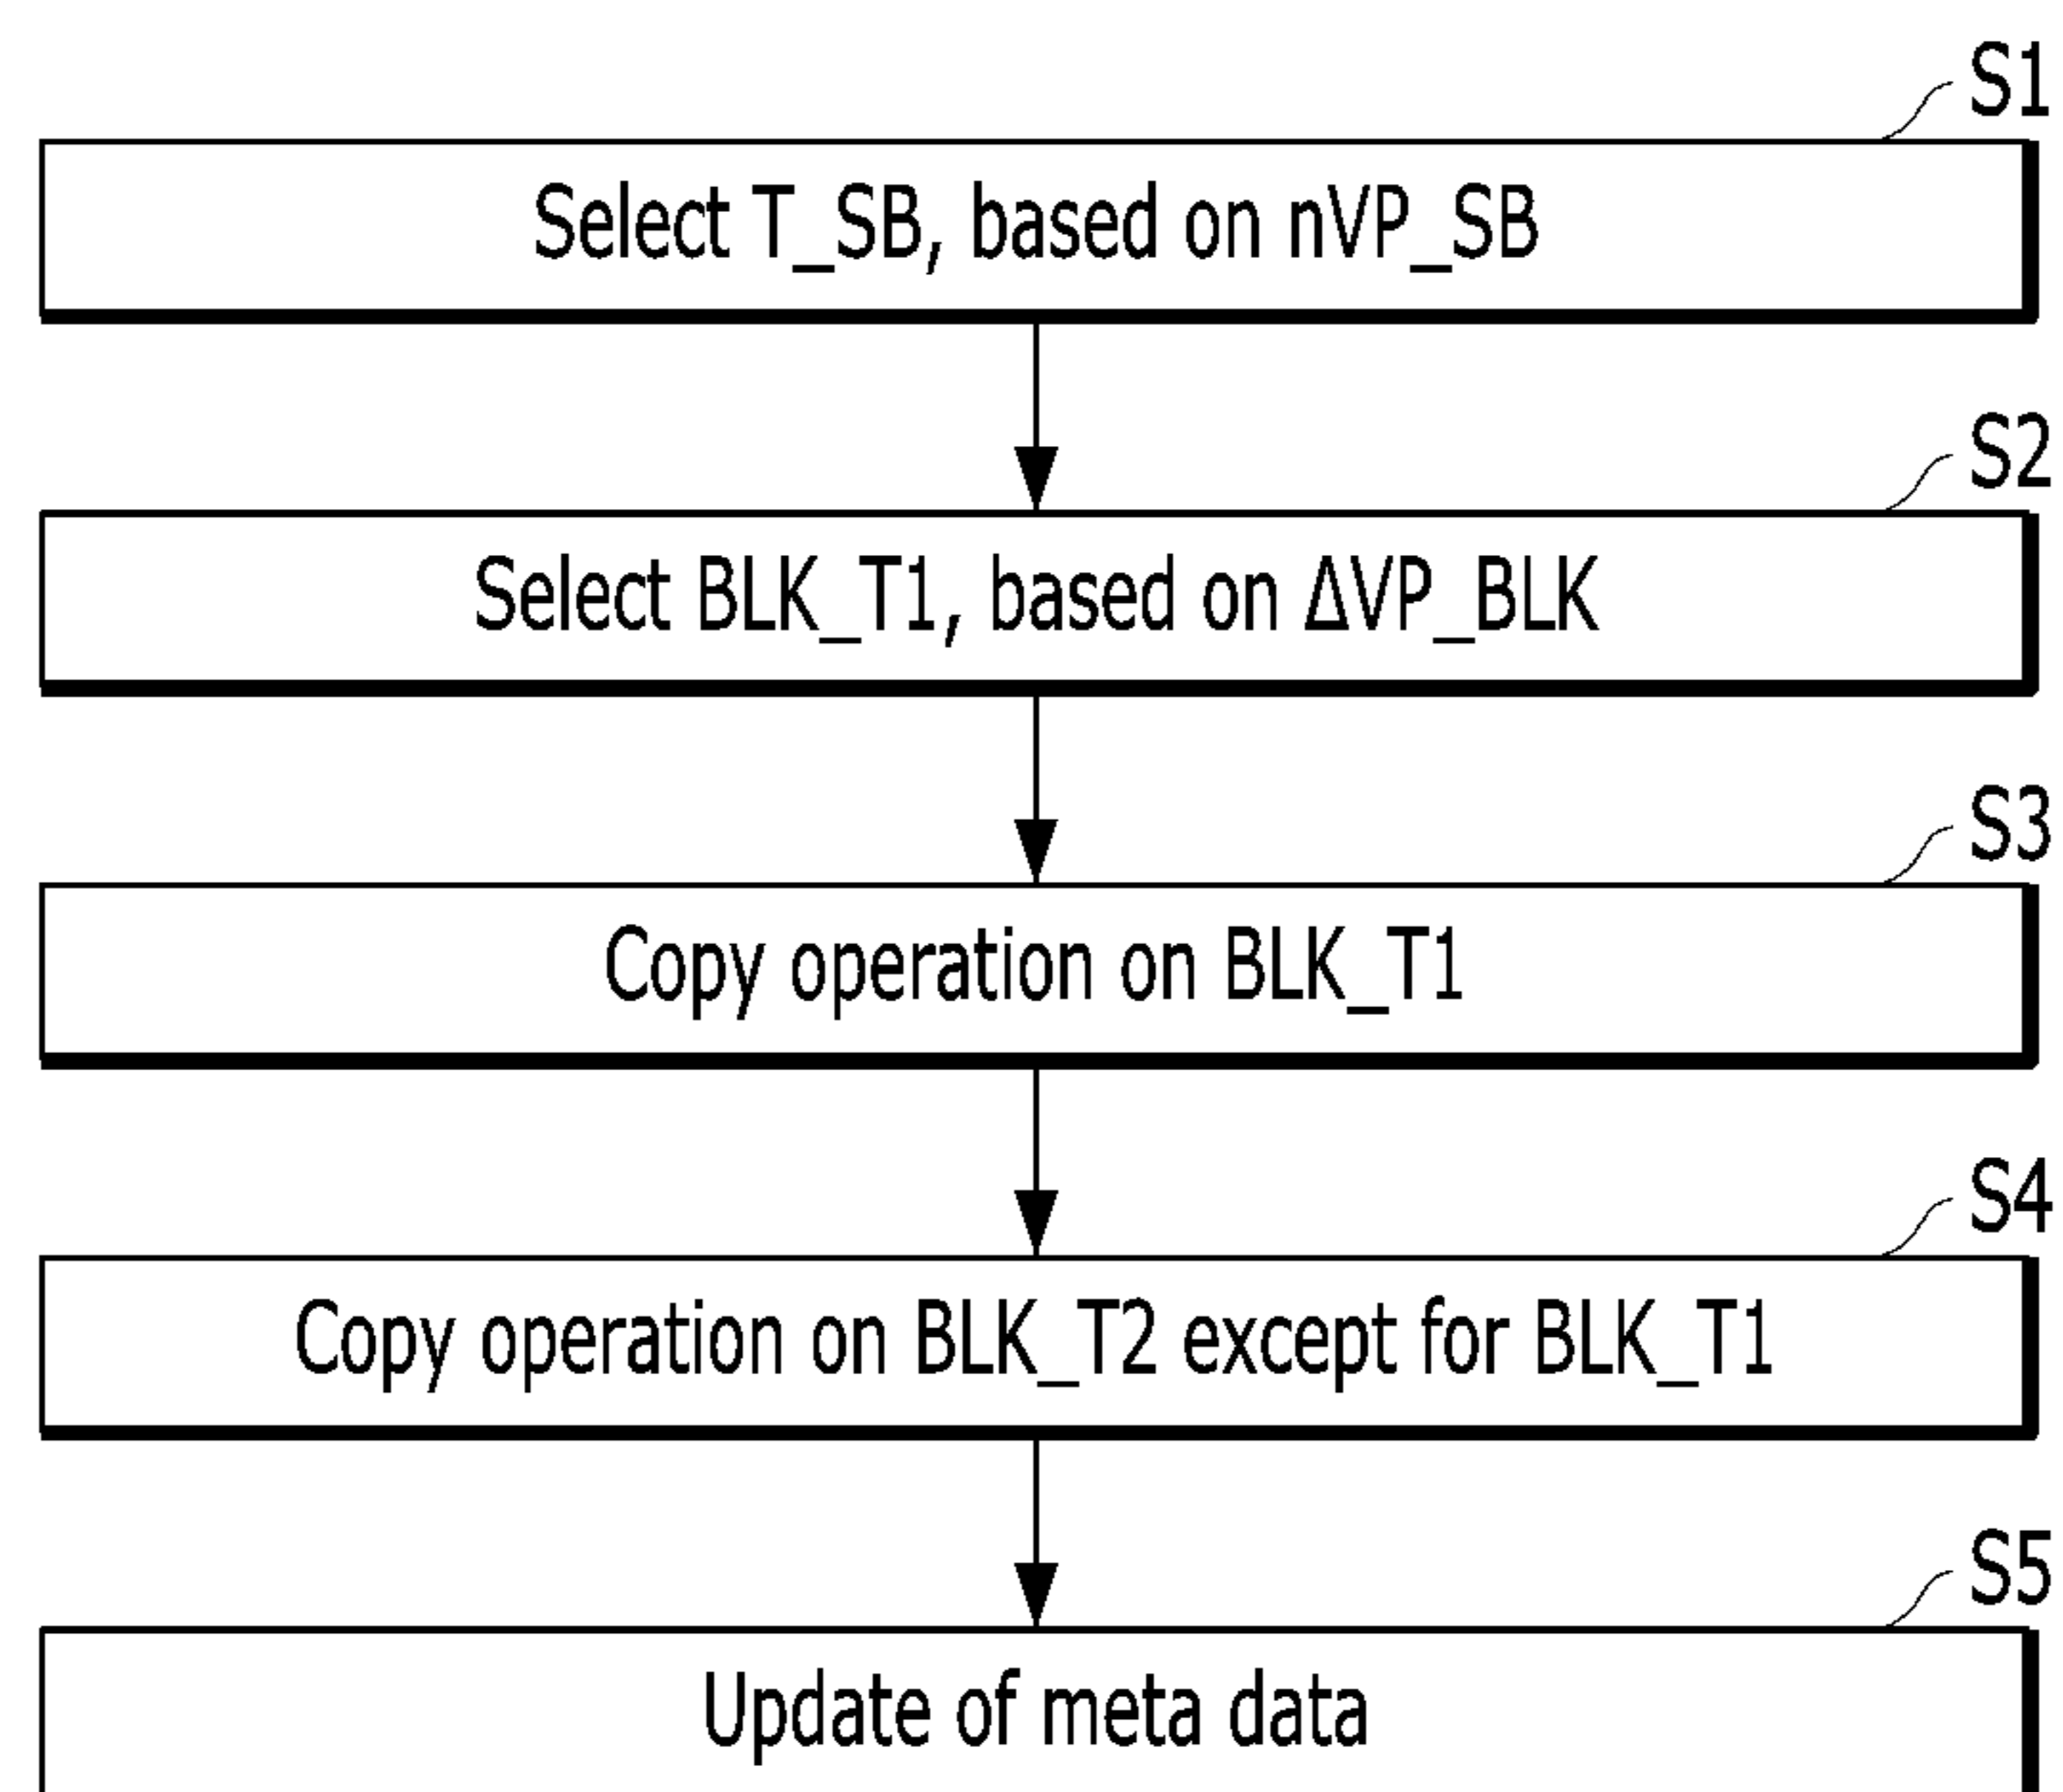 S1
Select T_SB, based on nVP_SB
S2
Select BLK_T1, based on ΔVP_BLK
S3
Copy operation on BLK_T1
S4
Copy operation on BLK_T2 except for BLK_T1
S5
Update of meta data